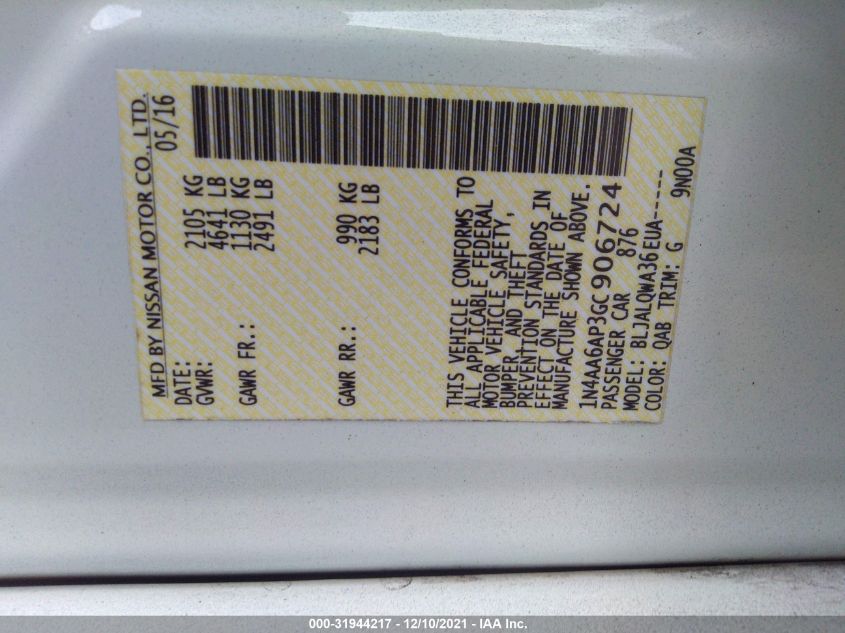 MFD BY NISSAN MOTOR CO., LTD.
DATE: 05/16
GVWR: 2105 KG
4641 LB
GAWR FR.: 1130 KG
2491 LB
GAWR RR.: 990 KG
2183 LB
THIS VEHICLE CONFORMS TO
ALL APPLICABLE FEDERAL
MOTOR VEHICLE SAFETY,
BUMPER, AND THEFT
PREVENTION STANDARDS IN
EFFECT ON THE DATE OF
MANUFACTURE SHOWN ABOVE.
1N4AA6AP3GC906724
PASSENGER CAR 876
MODEL: BLJALQWA36EUA------
COLOR: QAB TRIM: G 9N00A
000-31944217 - 12/10/2021 - IAA Inc.